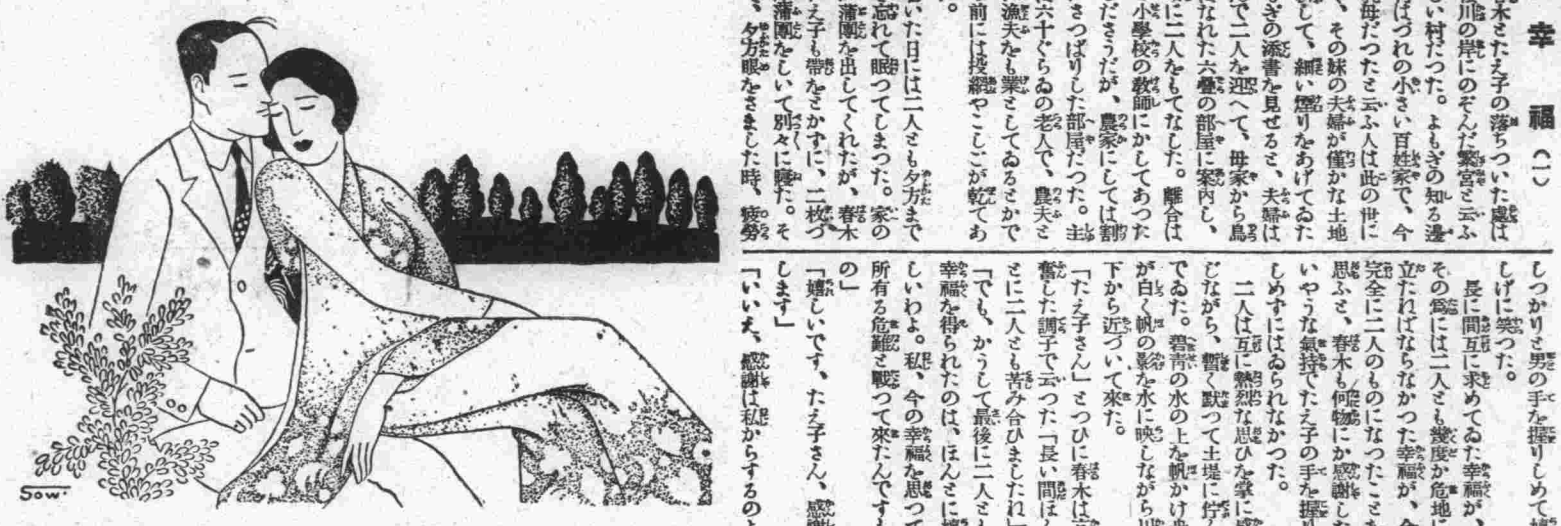 幸福(一)
木とたえ子の落ちついた處は
川の岸にのぞんだ繁宮と云ふ
い村だつた。よもぎの知る邊
ばづれの小さい百姓家で、今
母だつたと云ふ人は此の世に
、その妹の夫婦が僅かな土地
して、細い煙りをあげてゐた
ぎの添書を見せると、夫婦は
で二人を迎へて、母家から鳥
なれた六疊の部屋に案内し、
に二人をもてなした。離合は
小學校の教師にかしてあつた
ださうだが、農家にしては割
さつぱりした部屋だつた。主
六十ぐらゐの老人で、農夫と
漁夫をも業としてゐるとかで
前には投網やこしこが乾てあ
。
いた日には二人とも夕方まで
忘れて眠つてしまつた。家の
蒲團を出してくれたが、春木
え子も帶をとかずに、二枚づ
蒲團をしいて別々に寢た。そ
、夕方眼をさました時、疲勞
しつかりと男の手を握りしめて
しげに笑つた。
長い間互に求めてゐた幸福が
その爲には二人とも幾度か危地
立たねばならなかつた幸福が、
完全に二人のものになつたこと
思ふと、春木も何物にか感謝し
いやうな氣持でたえ子の手を握り
しめずにはゐられなかつた。
二人は互に熱烈な思ひを掌に感
じながら、暫く默つて土堤に佇
でゐた。碧靑の水の上を帆かけ
が白く帆の影を水に映しながら川
下から近づいて來た。
「たえ子さん」とつひに春木は
奮した調子で云つた「長い間ほん
とに二人とも苦み合ひましたね」
「でも、かうして最後に二人とも
幸福を得られたのは、ほんとに
しいわよ。私、今の幸福を思つて
所有る危難と戰つて來たんですも
の」
「嬉しいです、たえ子さん、感謝
します」
「いいえ、感謝は私からするのよ
Sow.